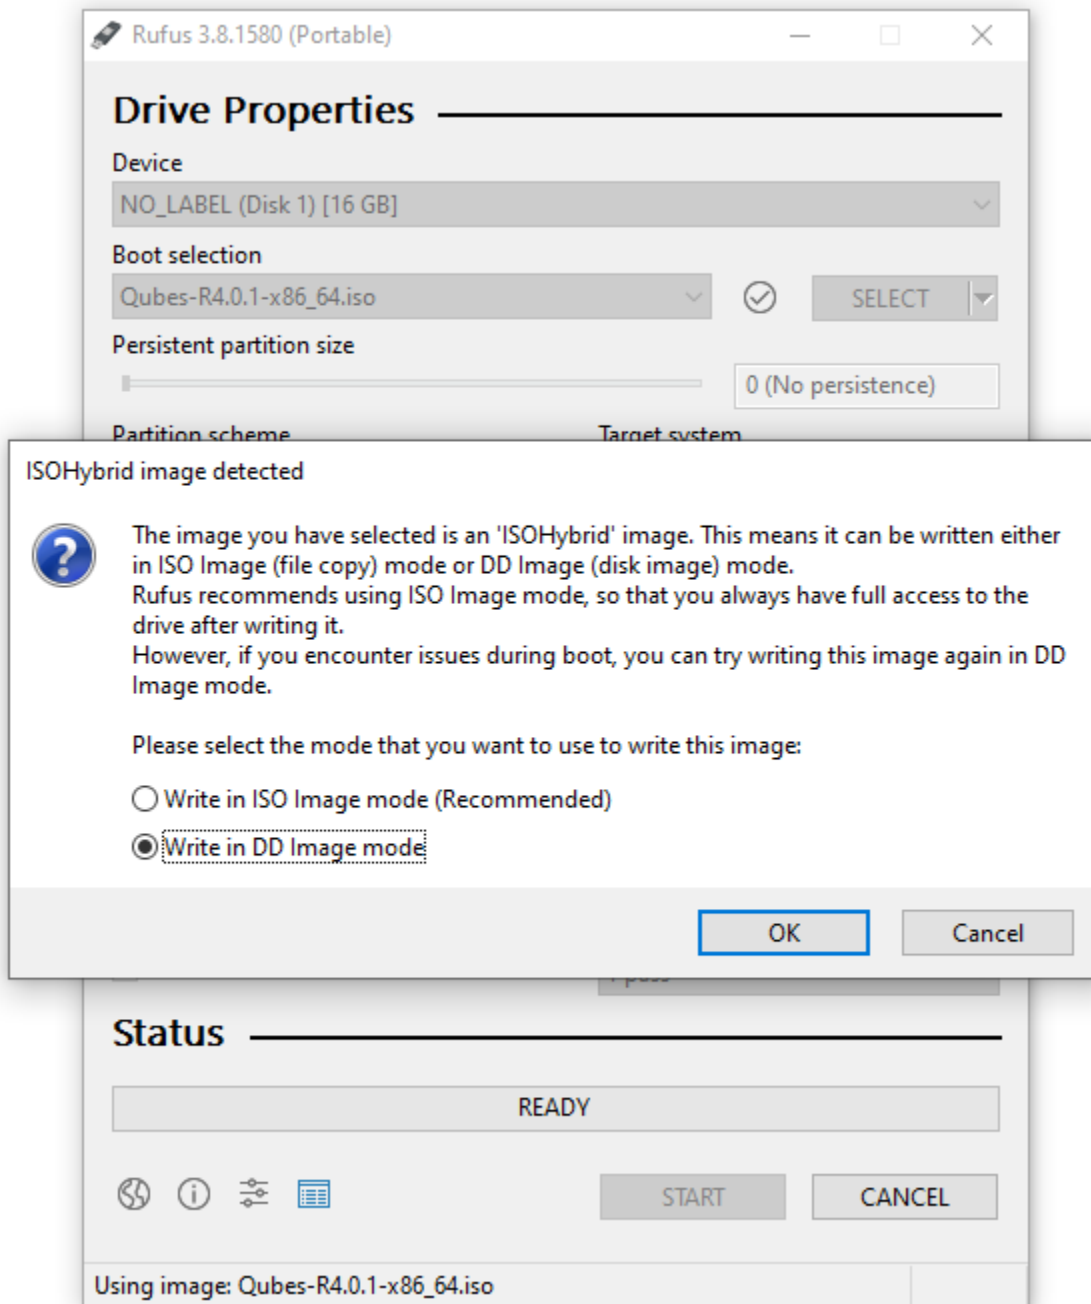 Rufus 3.8.1580 (Portable)
Drive Properties
Device
NO_LABEL (Disk 1) [16 GB]
Boot selection
Qubes-R4.0.1-x86_64.iso
SELECT
Persistent partition size
0 (No persistence)
Partition scheme Target system
ISOHybrid image detected
The image you have selected is an 'ISOHybrid' image. This means it can be written either
in ISO Image (file copy) mode or DD Image (disk image) mode.
Rufus recommends using ISO Image mode, so that you always have full access to the
drive after writing it.
However, if you encounter issues during boot, you can try writing this image again in DD
Image mode.
Please select the mode that you want to use to write this image:
Write in ISO Image mode (Recommended)
Write in DD Image mode
OK Cancel
1 pass
Status
READY
START CANCEL
Using image: Qubes-R4.0.1-x86_64.iso